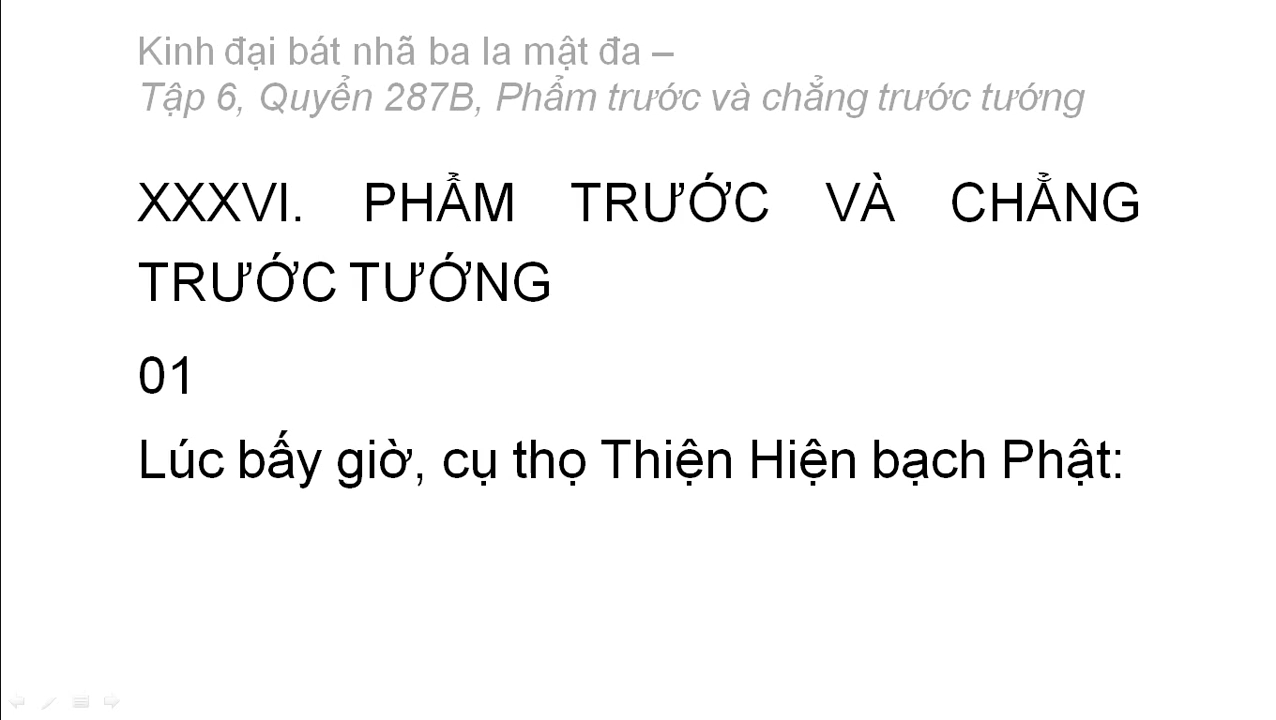 Kinh đại bát nhã ba la mật đa –
Tập 6, Quyển 287B, Phẩm trước và chẳng trước tướng
XXXVI. PHẨM TRƯỚC VÀ CHẲNG
TRƯỚC TƯỚNG
01
Lúc bấy giờ, cụ thọ Thiện Hiện bạch Phật: